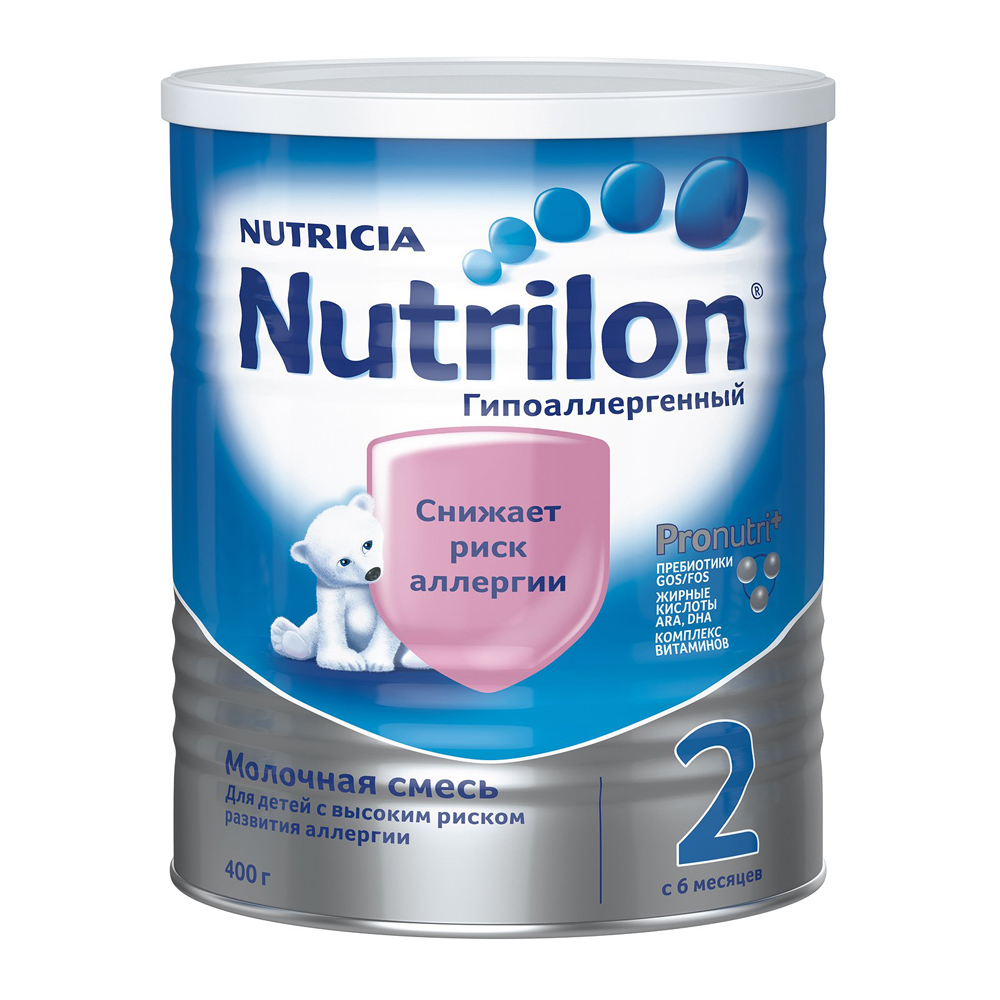 NUTRICIA
Nutrilon®
Гипоаллергенный
Снижает
риск
аллергии
Pronutri+
ПРЕБИОТИКИ
GOS/FOS
ЖИРНЫЕ
КИСЛОТЫ
ARA, DHA
КОМПЛЕКС
ВИТАМИНОВ
Молочная смесь
Для детей с высоким риском
развития аллергии
400 г
2
с 6 месяцев